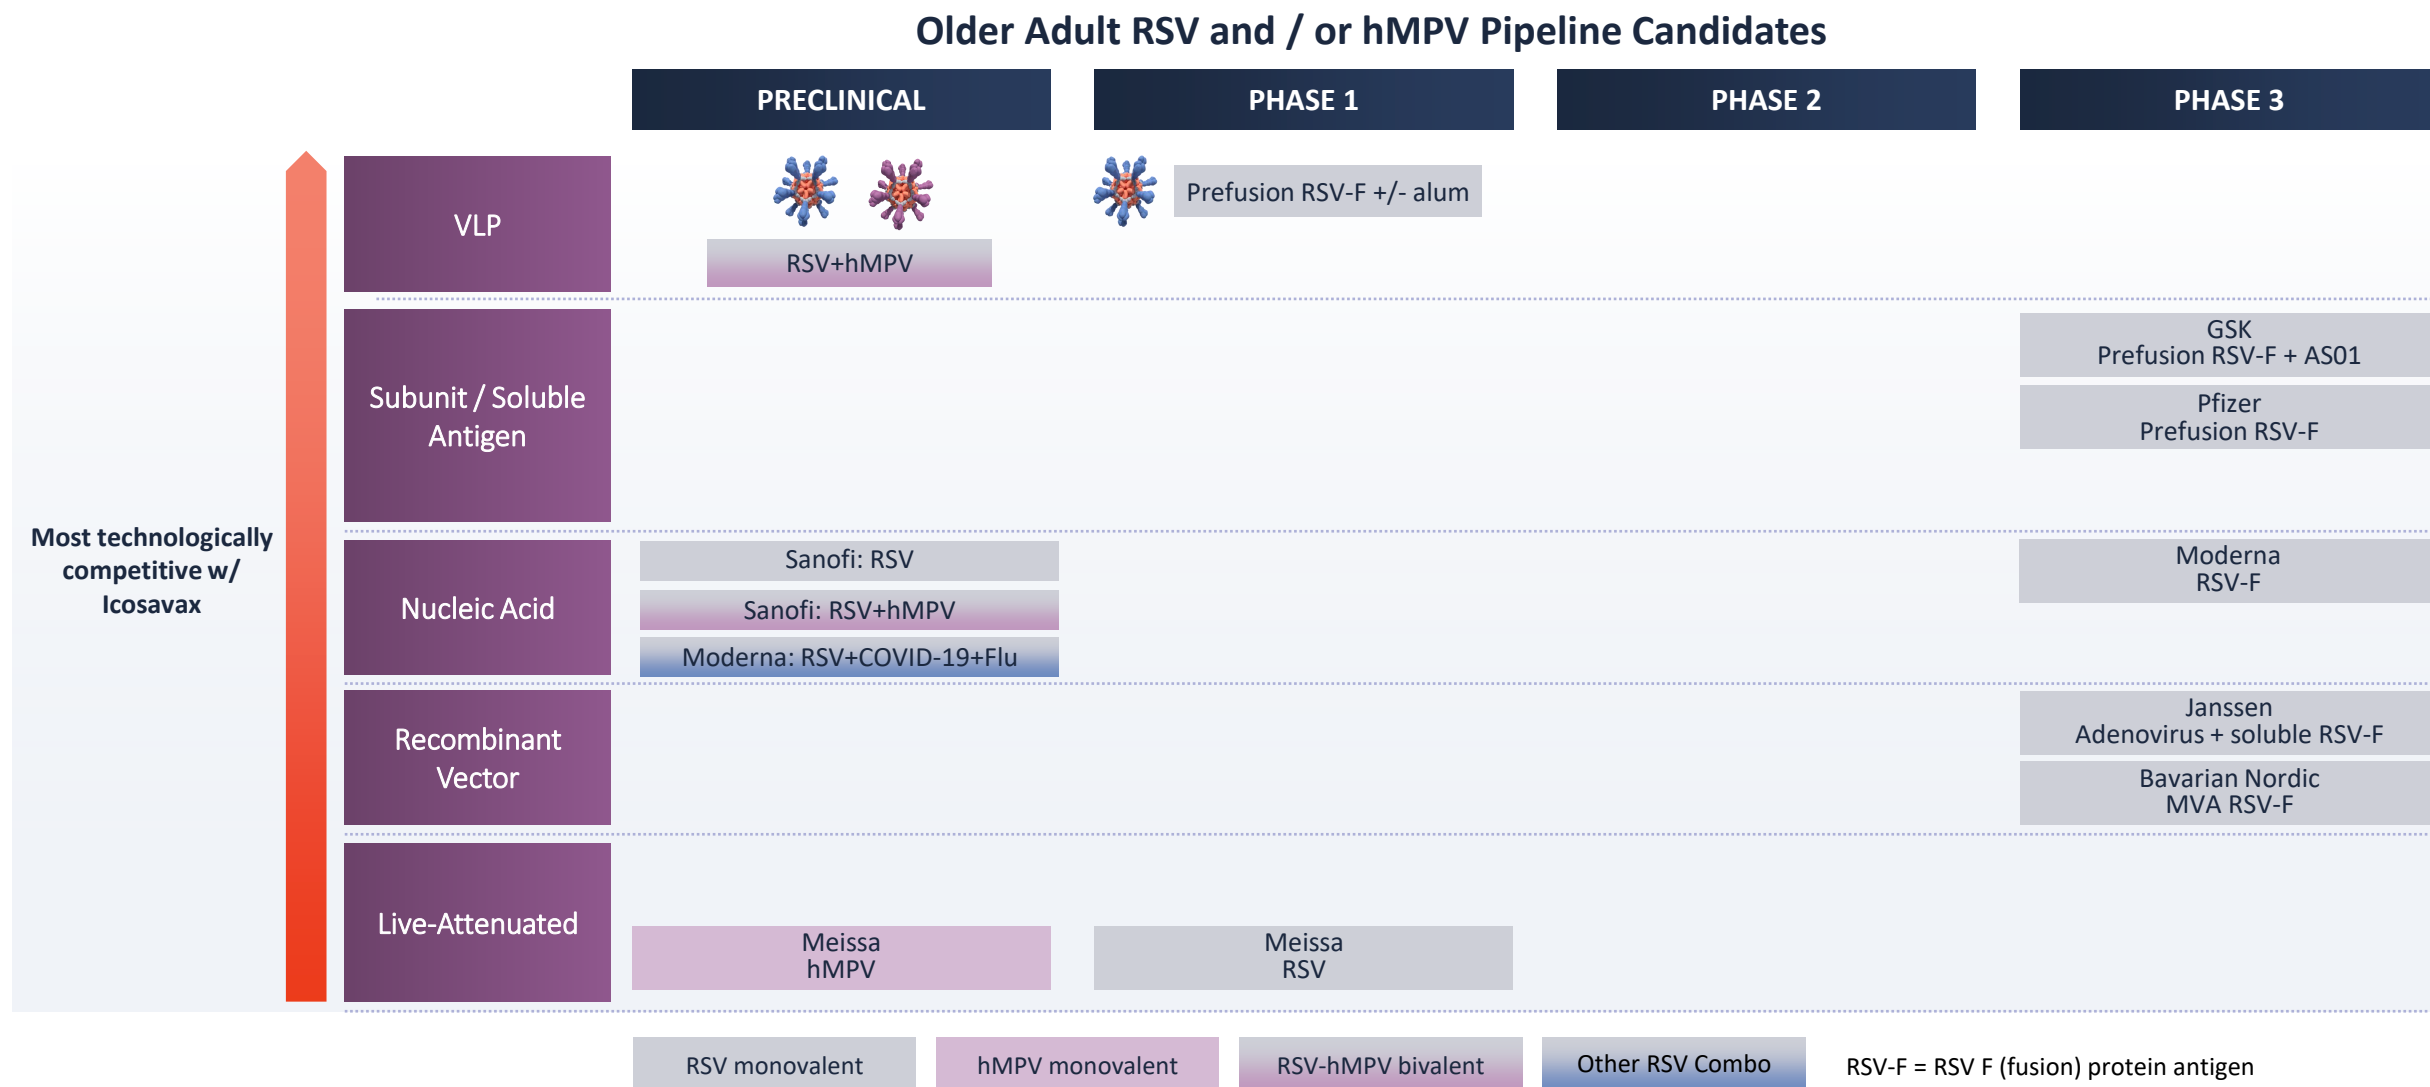 Older Adult RSV and / or hMPV Pipeline Candidates
PRECLINICAL
PHASE 1
PHASE 2
PHASE 3
Most technologically
competitive w/
Icosavax
VLP
RSV+hMPV
Prefusion RSV-F +/- alum
Subunit / Soluble
Antigen
GSK
Prefusion RSV-F + AS01
Pfizer
Prefusion RSV-F
Nucleic Acid
Sanofi: RSV
Sanofi: RSV+hMPV
Moderna: RSV+COVID-19+Flu
Moderna
RSV-F
Recombinant
Vector
Janssen
Adenovirus + soluble RSV-F
Bavarian Nordic
MVA RSV-F
Live-Attenuated
Meissa
hMPV
Meissa
RSV
RSV monovalent
hMPV monovalent
RSV-hMPV bivalent
Other RSV Combo
RSV-F = RSV F (fusion) protein antigen